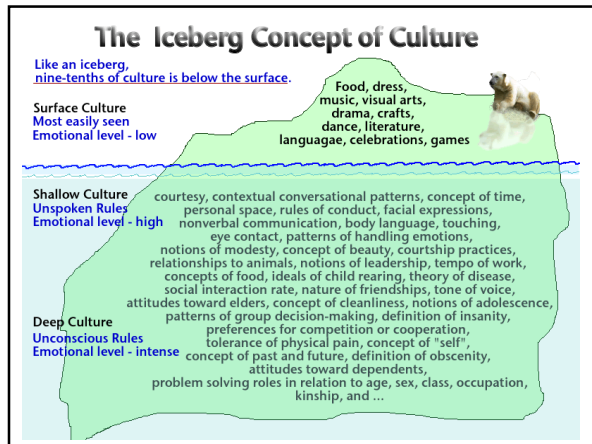 The Iceberg Concept of Culture
Like an iceberg,
nine-tenths of culture is below the surface.
Surface Culture
Most easily seen
Emotional level - low
Food, dress,
music, visual arts,
drama, crafts,
dance, literature,
languagae, celebrations, games
Shallow Culture
Unspoken Rules
Emotional level - high
courtesy, contextual conversational patterns, concept of time,
personal space, rules of conduct, facial expressions,
nonverbal communication, body language, touching,
eye contact, patterns of handling emotions,
notions of modesty, concept of beauty, courtship practices,
relationships to animals, notions of leadership, tempo of work,
concepts of food, ideals of child rearing, theory of disease,
social interaction rate, nature of friendships, tone of voice,
attitudes toward elders, concept of cleanliness, notions of adolescence,
patterns of group decision-making, definition of insanity,
preferences for competition or cooperation,
tolerance of physical pain, concept of "self",
concept of past and future, definition of obscenity,
attitudes toward dependents,
problem solving roles in relation to age, sex, class, occupation,
kinship, and ...
Deep Culture
Unconscious Rules
Emotional level - intense